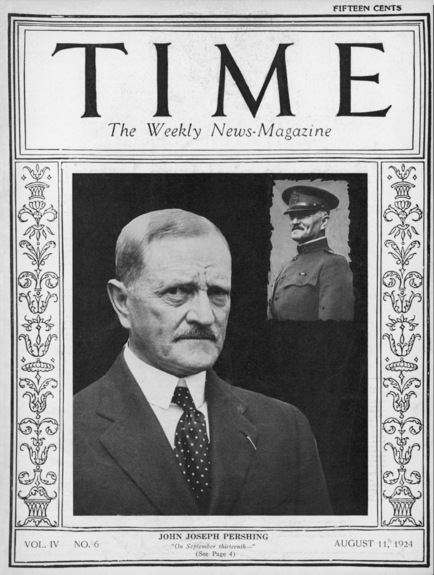 FIFTEEN CENTS
TIME
The Weekly News-Magazine
JOHN JOSEPH PERSHING
"On September thirteenth—"
(See Page 4)
VOL. IV NO. 6
AUGUST 11, 1924